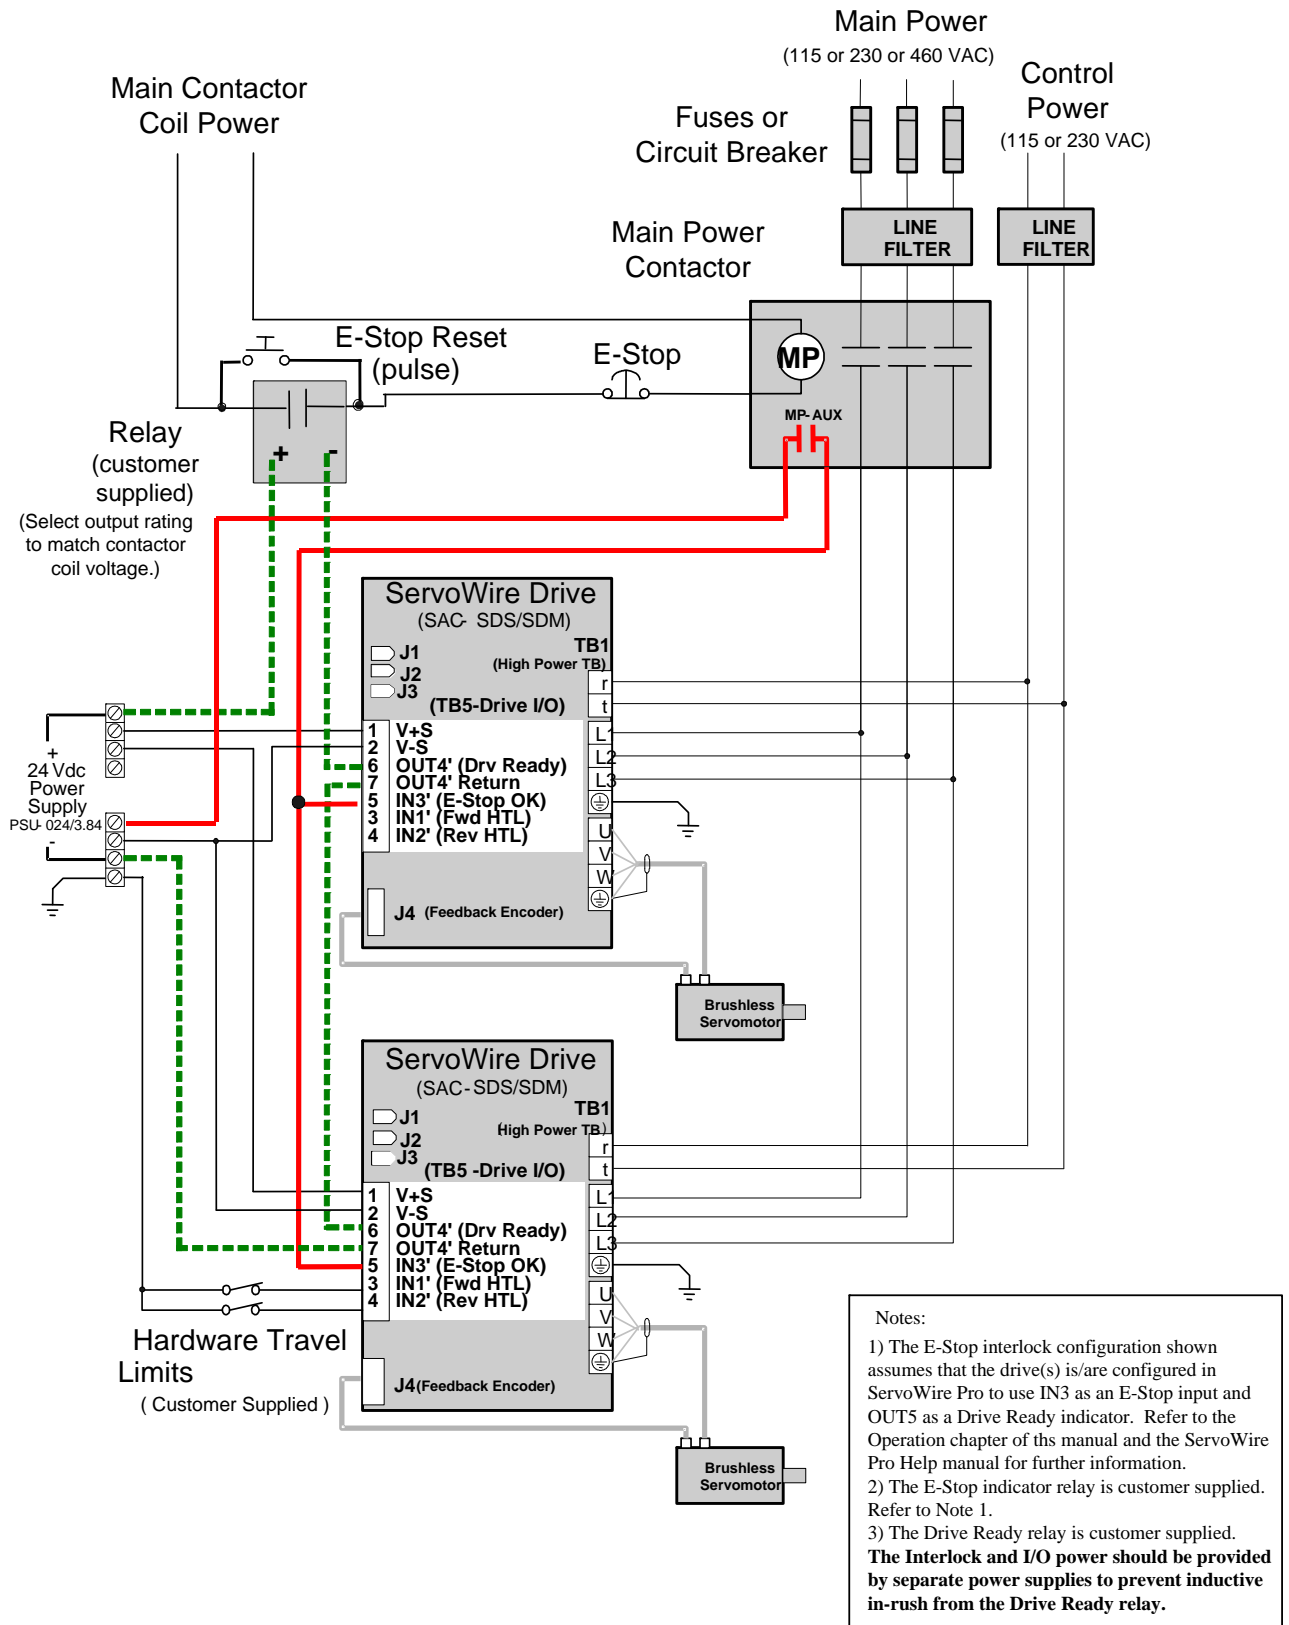 Main Power
(115 or 230 or 460 VAC)
Control
Power
(115 or 230 VAC)
Main Contactor
Coil Power
Fuses or
Circuit Breaker
LINE
FILTER
LINE
FILTER
Main Power
Contactor
E-Stop Reset
(pulse)
E-Stop
MP
MP-AUX
Relay
(customer
supplied)
(Select output rating
to match contactor
coil voltage.)
+ -
ServoWire Drive
(SAC- SDS/SDM)
TB1
(High Power TB)
J1
J2
J3
(TB5-Drive I/O)
r
t
L1
L2
L3
U
V
W
1 V+S
2 V-S
6 OUT4' (Drv Ready)
7 OUT4' Return
5 IN3' (E-Stop OK)
3 IN1' (Fwd HTL)
4 IN2' (Rev HTL)
J4 (Feedback Encoder)
+
24 Vdc
Power
Supply
PSU- 024/3.84
-
Brushless
Servomotor
ServoWire Drive
(SAC-SDS/SDM)
TB1
(High Power TB)
J1
J2
J3
(TB5 -Drive I/O)
r
t
L1
L2
L3
U
V
W
1 V+S
2 V-S
6 OUT4' (Drv Ready)
7 OUT4' Return
5 IN3' (E-Stop OK)
3 IN1' (Fwd HTL)
4 IN2' (Rev HTL)
J4 (Feedback Encoder)
Hardware Travel
Limits
( Customer Supplied )
Brushless
Servomotor
Notes:
1) The E-Stop interlock configuration shown
assumes that the drive(s) is/are configured in
ServoWire Pro to use IN3 as an E-Stop input and
OUT5 as a Drive Ready indicator. Refer to the
Operation chapter of ths manual and the ServoWire
Pro Help manual for further information.
2) The E-Stop indicator relay is customer supplied.
Refer to Note 1.
3) The Drive Ready relay is customer supplied.
The Interlock and I/O power should be provided
by separate power supplies to prevent inductive
in-rush from the Drive Ready relay.